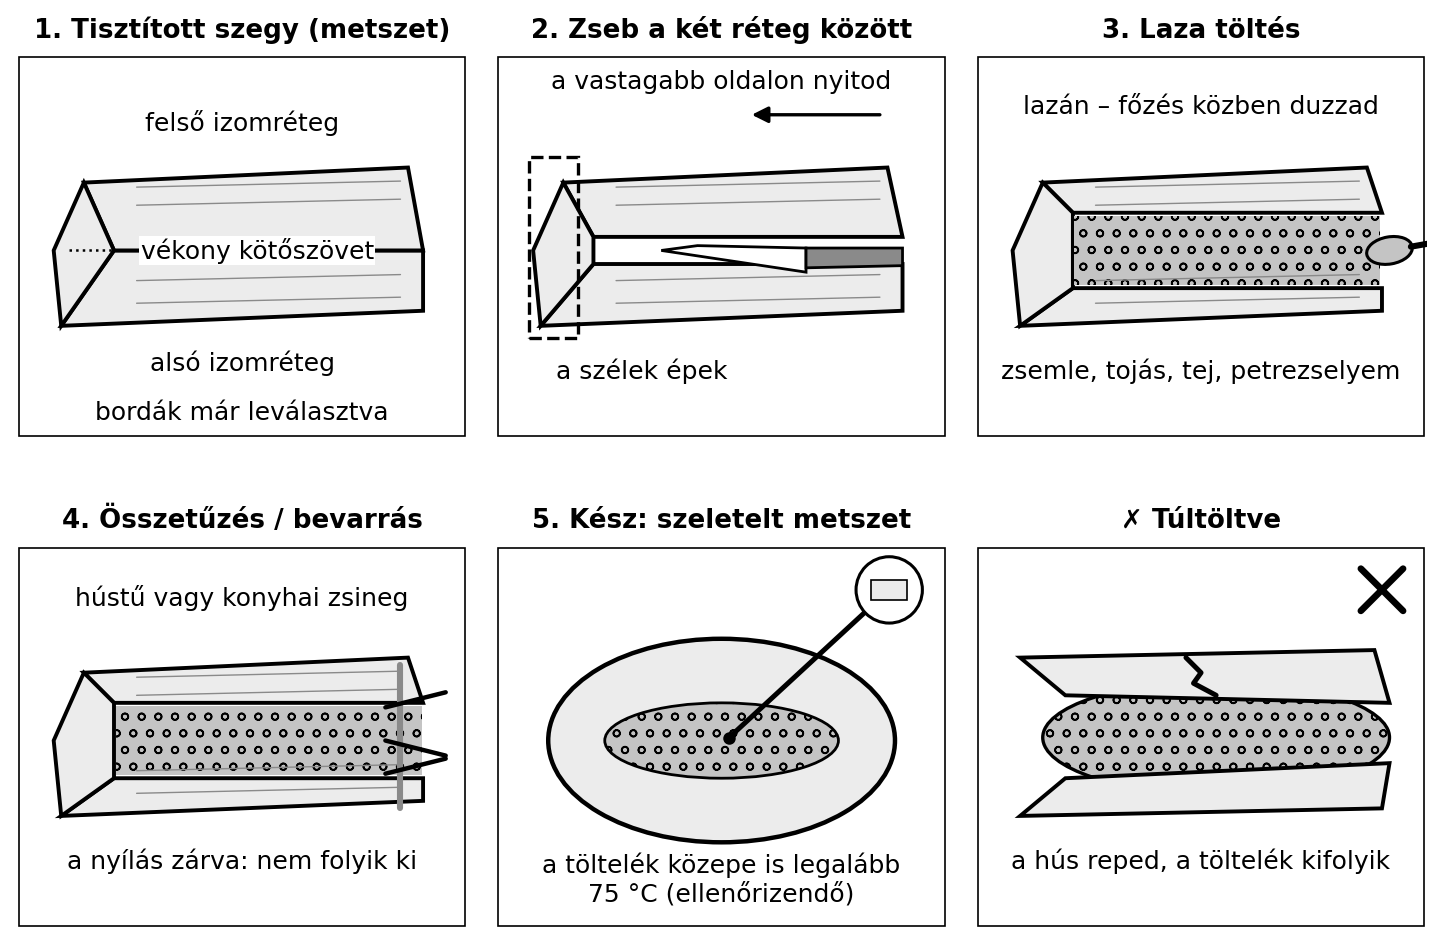 1. Tisztított szegy (metszet)
felső izomréteg
vékony kötőszövet
alsó izomréteg
bordák már leválasztva
2. Zseb a két réteg között
a vastagabb oldalon nyitod
a szélek épek
3. Laza töltés
lazán – főzés közben duzzad
zsemle, tojás, tej, petrezselyem
4. Összetűzés / bevarrás
hústű vagy konyhai zsineg
a nyílás zárva: nem folyik ki
5. Kész: szeletelt metszet
a töltelék közepe is legalább
75 °C (ellenőrizendő)
✗ Túltöltve
a hús reped, a töltelék kifolyik